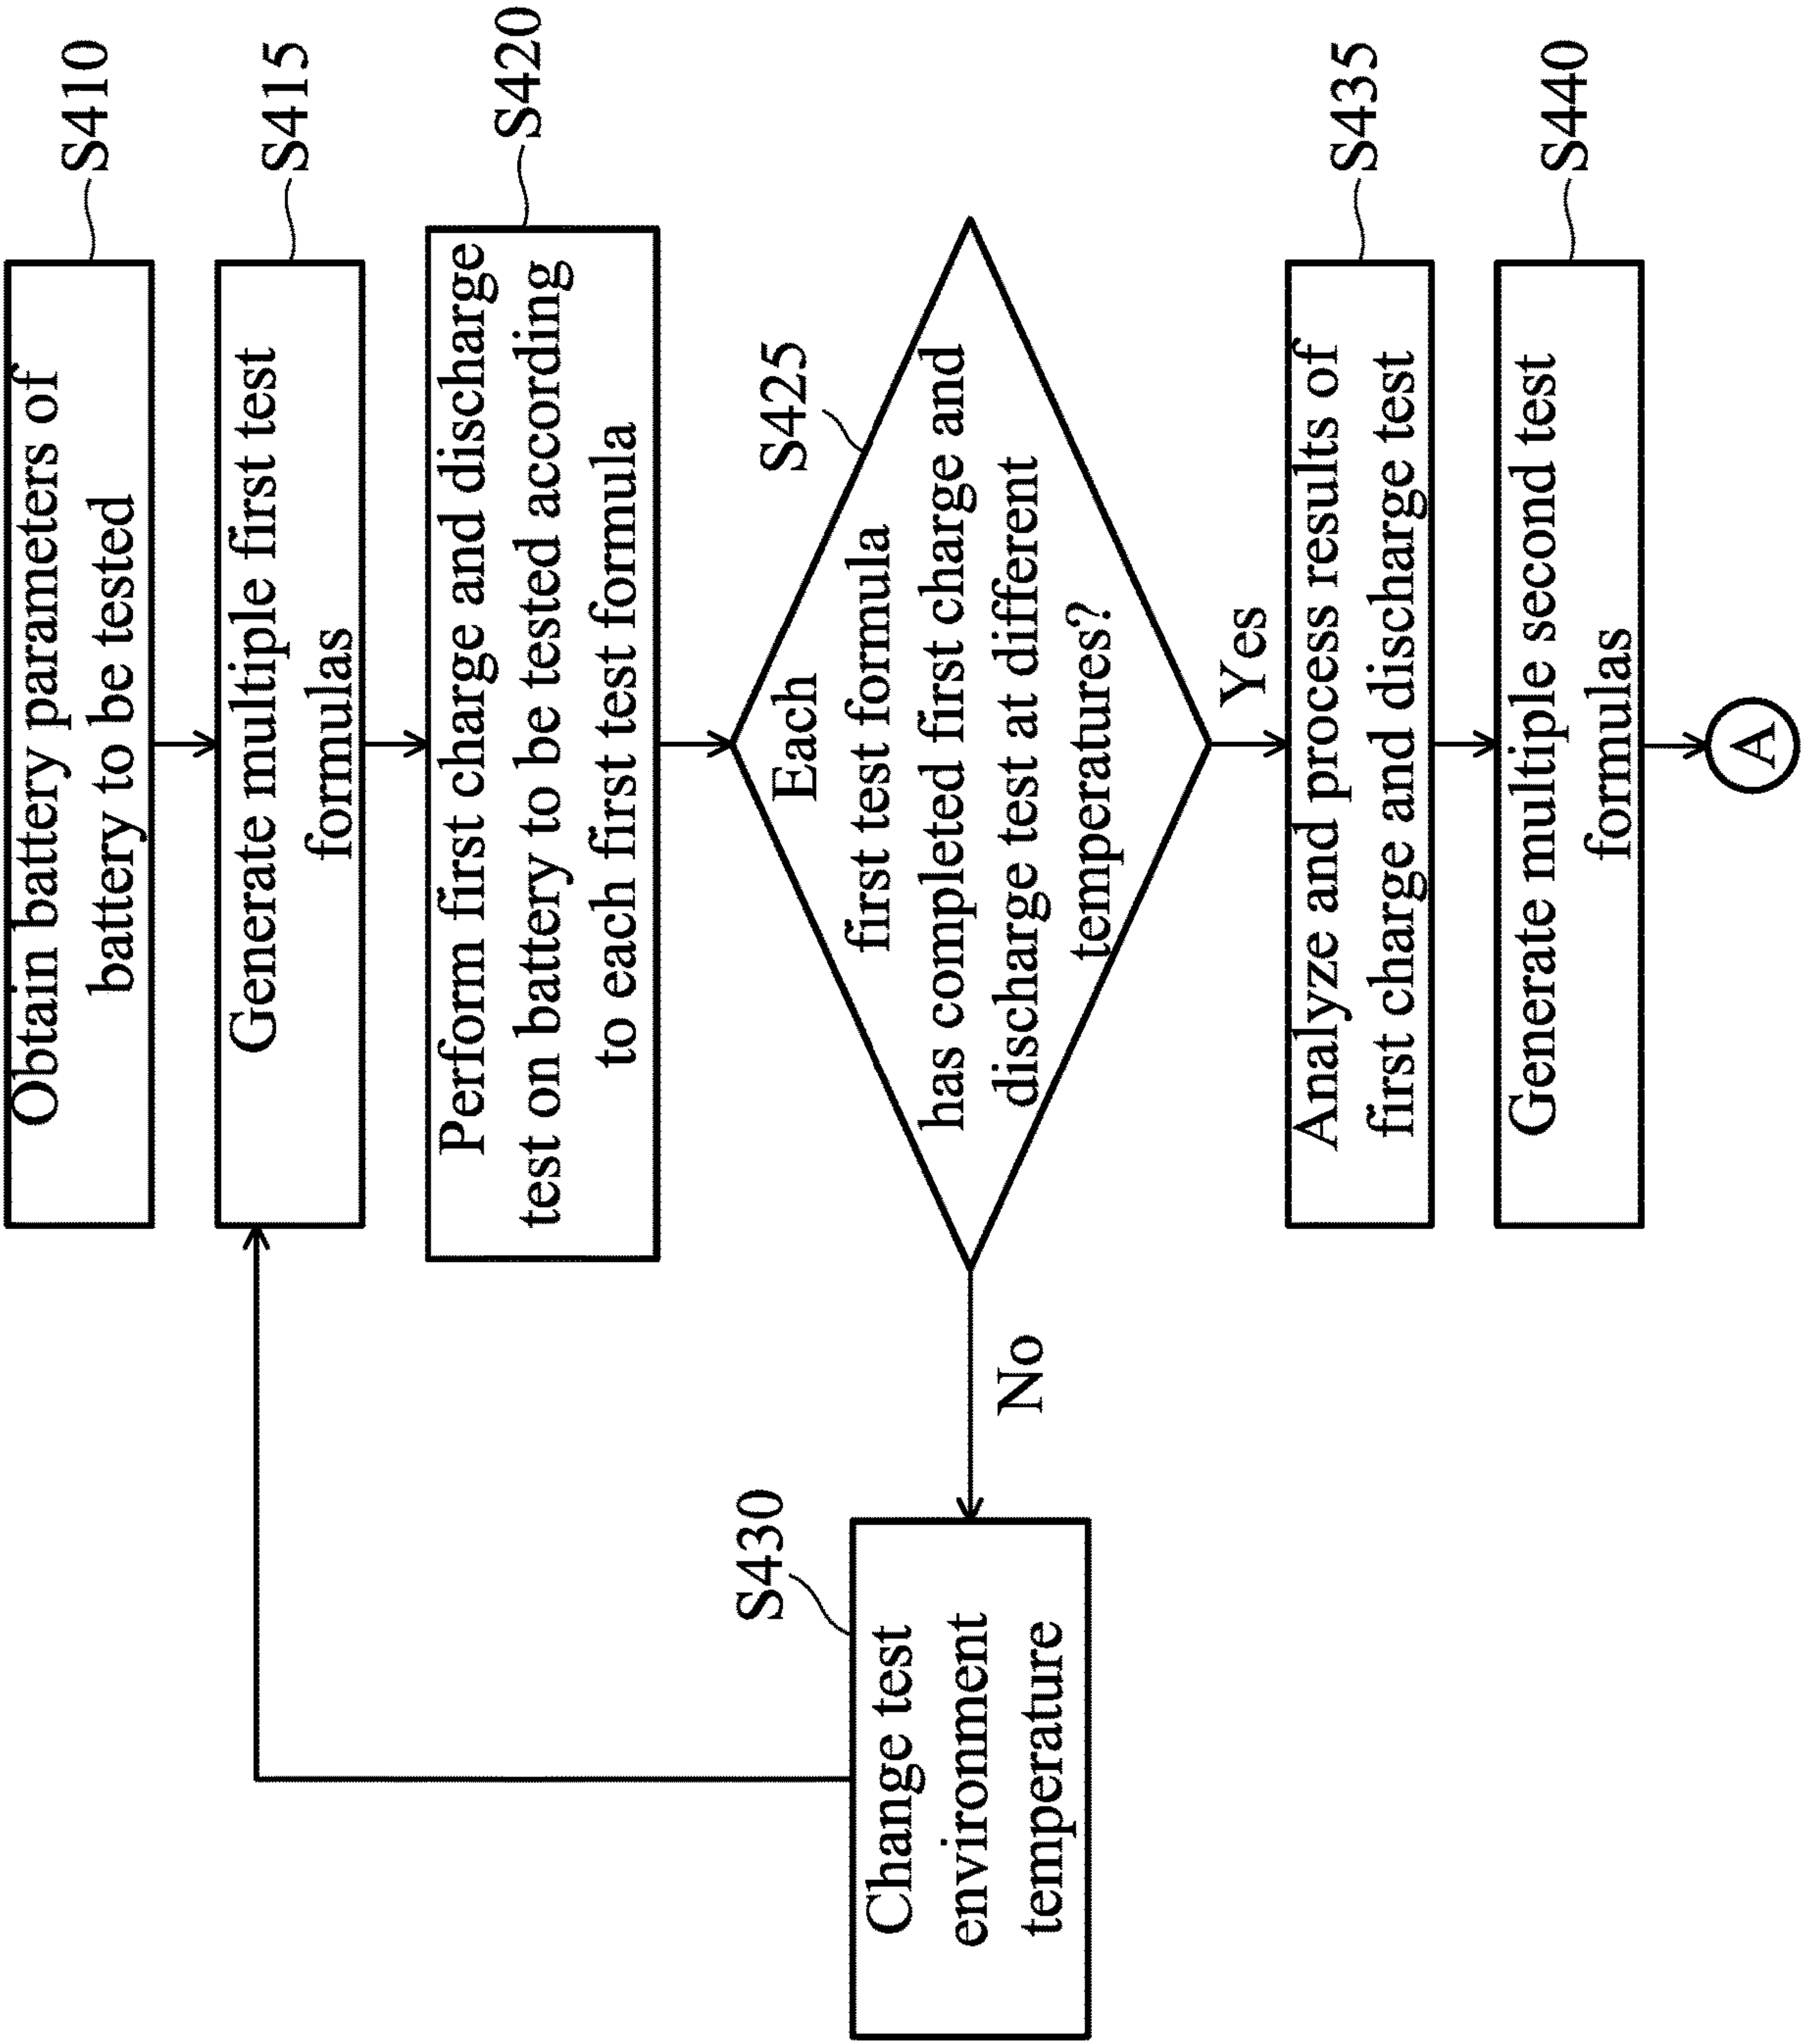 Obtain battery parameters of
battery to be tested
S410
Generate multiple first test
formulas
S415
Perform first charge and discharge
test on battery to be tested according
to each first test formula
S420
Each
first test formula
has completed first charge and
discharge test at different
temperatures?
S425
No
Change test
environment
temperature
S430
Yes
Analyze and process results of
first charge and discharge test
S435
Generate multiple second test
formulas
S440
A